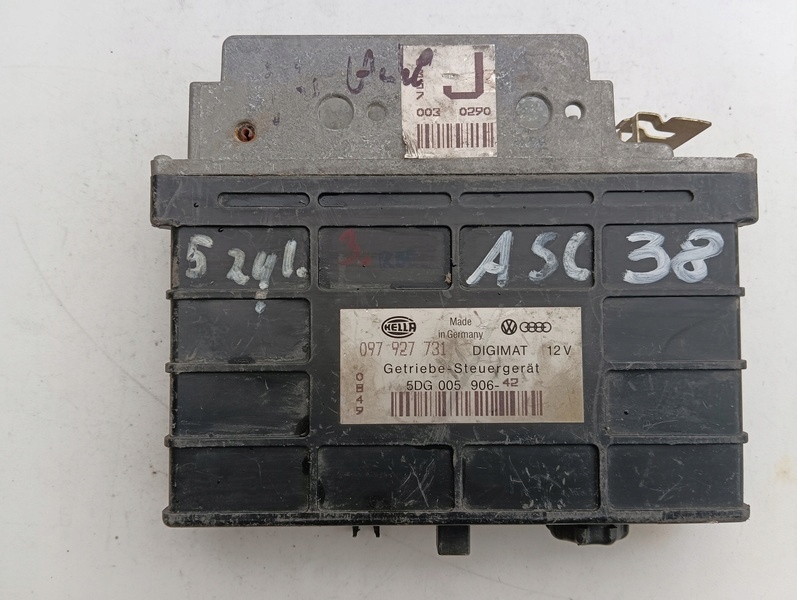 J
003 0290
5 zyl. ASC 38
HELLA Made in Germany
097 927 731 DIGIMAT 12 V
Getriebe-Steuergerät
5DG 005 906-42
0849